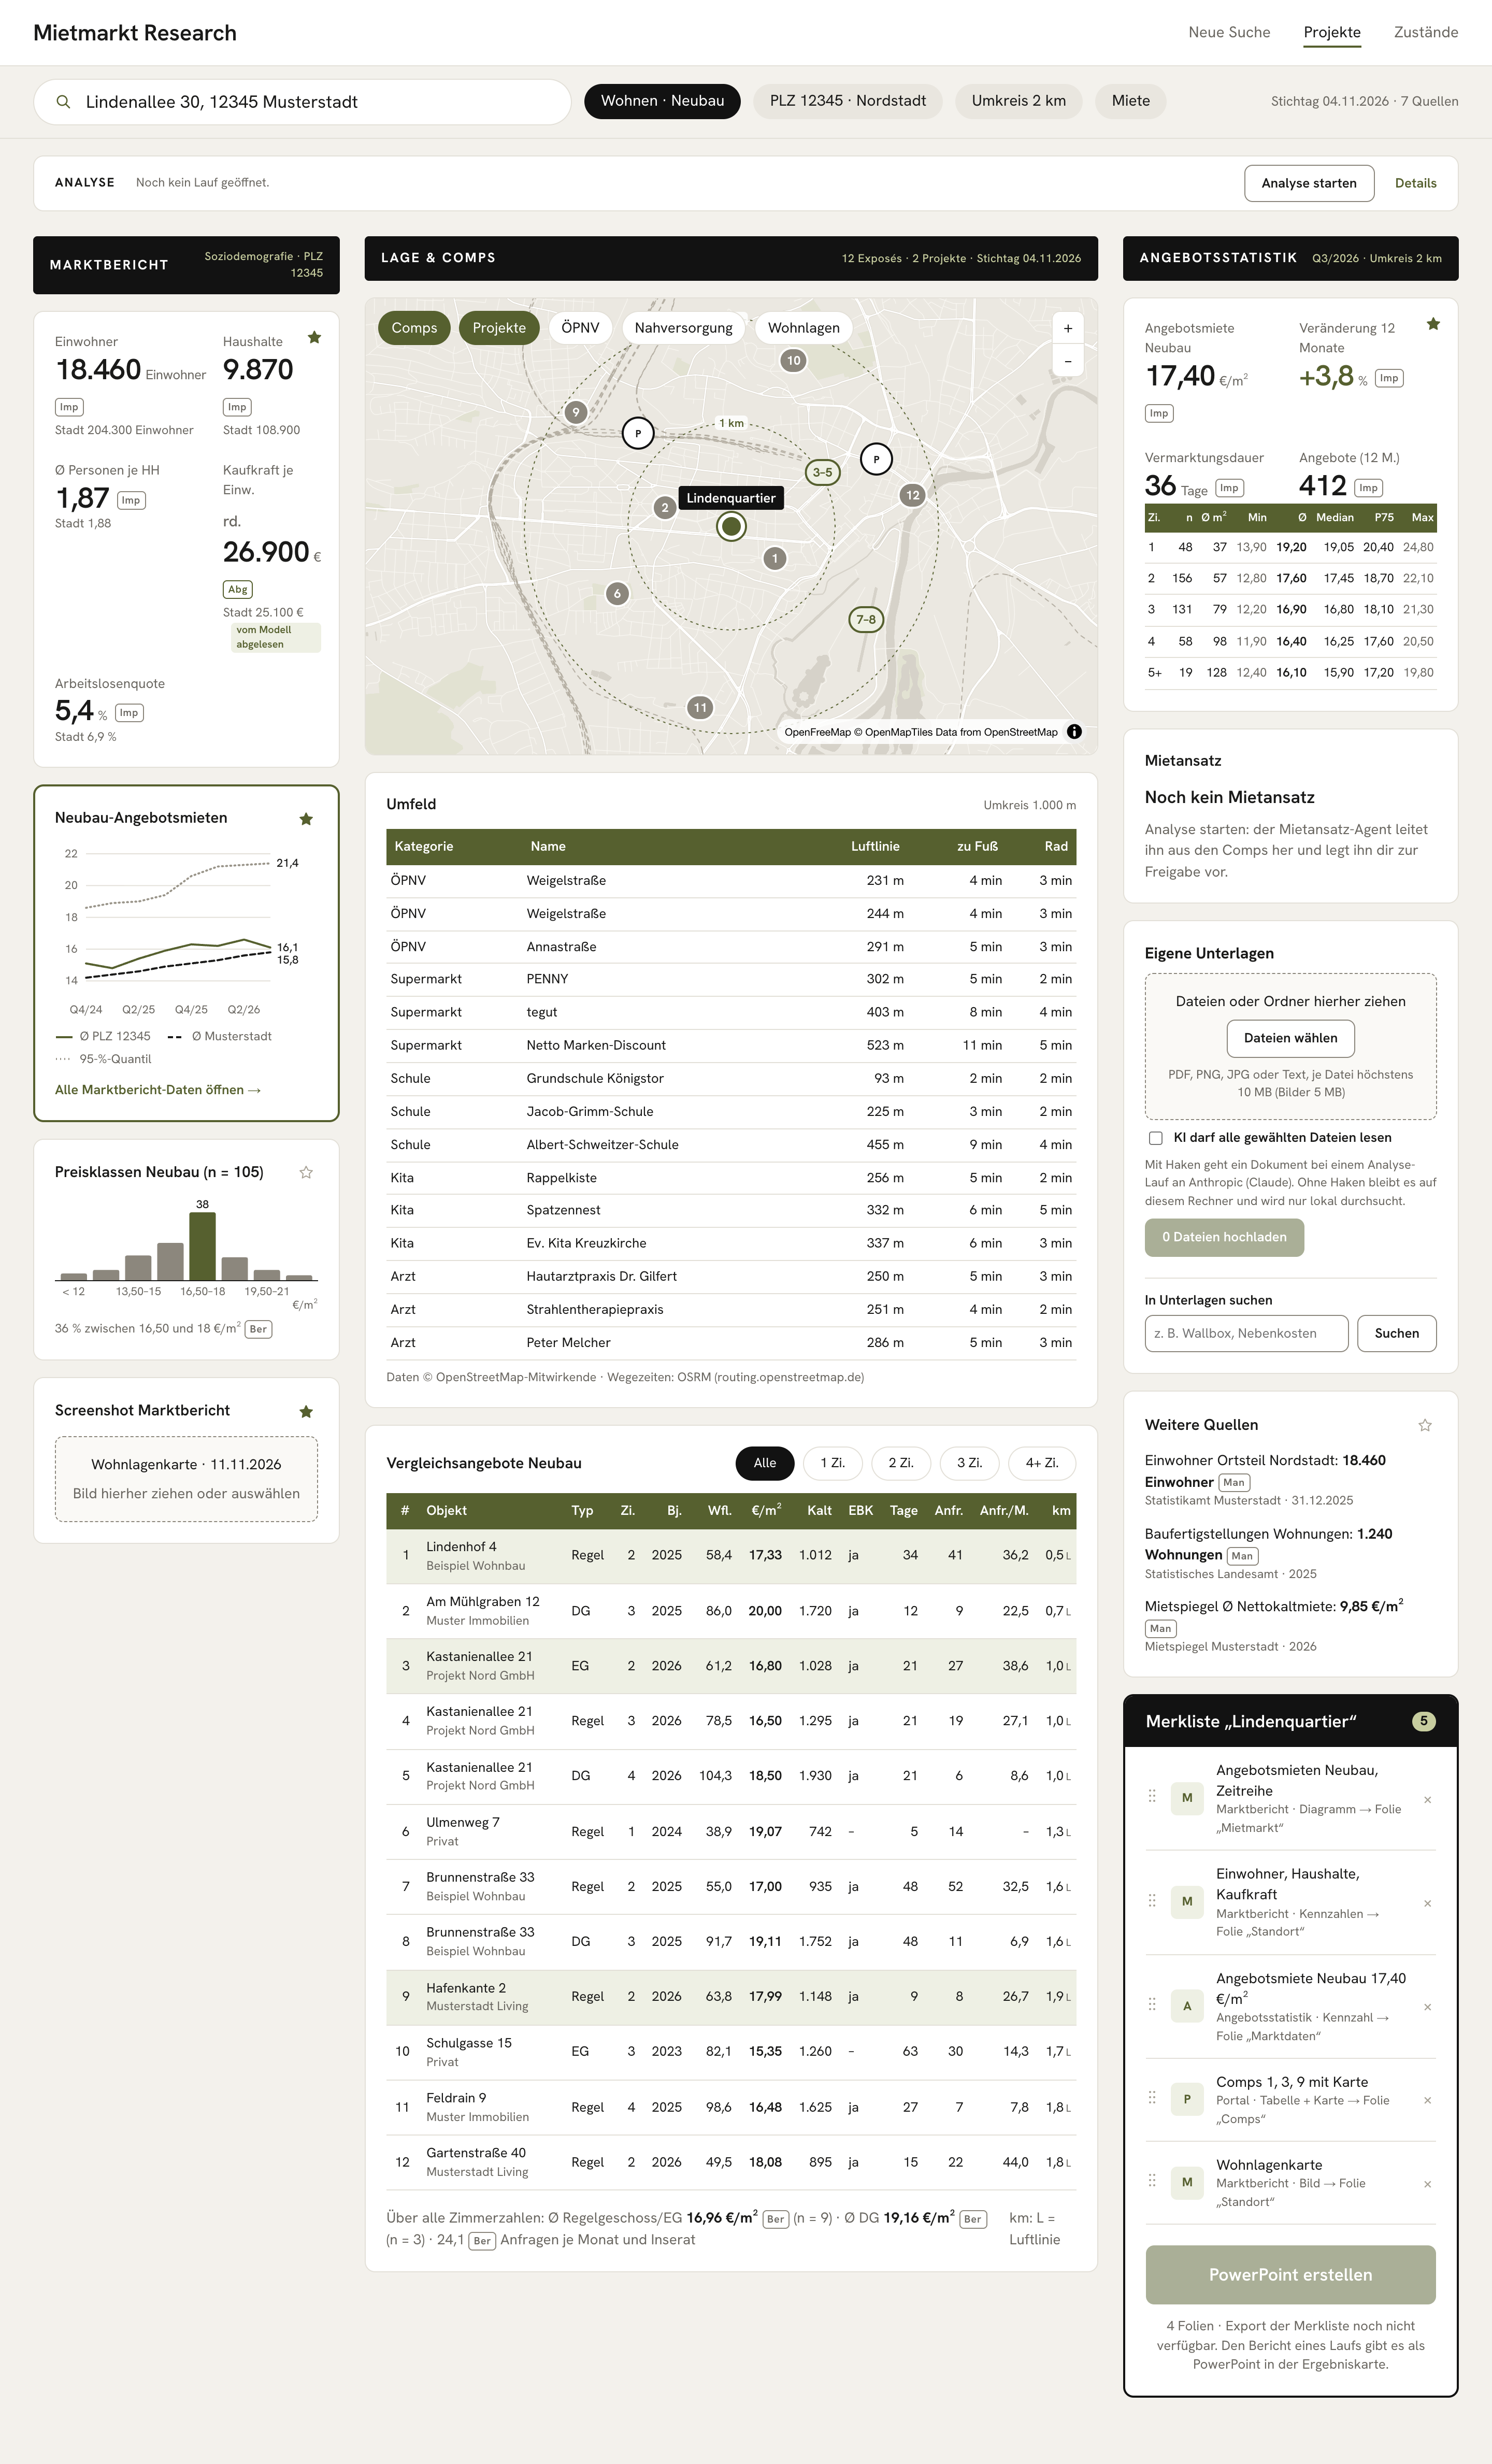 Mietmarkt Research
Neue Suche Projekte Zustände
Lindenallee 30, 12345 Musterstadt
Wohnen · Neubau PLZ 12345 · Nordstadt Umkreis 2 km Miete
Stichtag 04.11.2026 · 7 Quellen
ANALYSE Noch kein Lauf geöffnet.
Analyse starten Details
MARKTBERICHT
Soziodemografie · PLZ
12345
Einwohner
18.460 Einwohner
Imp
Stadt 204.300 Einwohner
Haushalte
9.870
Imp
Stadt 108.900
Ø Personen je HH
1,87 Imp
Stadt 1,88
Kaufkraft je
Einw.
rd.
26.900 €
Abg
Stadt 25.100 €
vom Modell
abgelesen
Arbeitslosenquote
5,4 % Imp
Stadt 6,9 %
Neubau-Angebotsmieten
22
20
18
16
14
21,4
16,1
15,8
Q4/24 Q2/25 Q4/25 Q2/26
Ø PLZ 12345 Ø Musterstadt
95-%-Quantil
Alle Marktbericht-Daten öffnen →
Preisklassen Neubau (n = 105)
38
< 12 13,50–15 16,50–18 19,50–21
€/m²
36 % zwischen 16,50 und 18 €/m² Ber
Screenshot Marktbericht
Wohnlagenkarte · 11.11.2026
Bild hierher ziehen oder auswählen
LAGE & COMPS
12 Exposés · 2 Projekte · Stichtag 04.11.2026
Comps Projekte ÖPNV Nahversorgung Wohnlagen
+
−
10
9
P
1 km
P
3–5
12
2
Lindenquartier
1
6
7–8
11
OpenFreeMap © OpenMapTiles Data from OpenStreetMap
Umfeld
Umkreis 1.000 m
Kategorie Name Luftlinie zu Fuß Rad
ÖPNV Weigelstraße 231 m 4 min 3 min
ÖPNV Weigelstraße 244 m 4 min 3 min
ÖPNV Annastraße 291 m 5 min 3 min
Supermarkt PENNY 302 m 5 min 2 min
Supermarkt tegut 403 m 8 min 4 min
Supermarkt Netto Marken-Discount 523 m 11 min 5 min
Schule Grundschule Königstor 93 m 2 min 2 min
Schule Jacob-Grimm-Schule 225 m 3 min 2 min
Schule Albert-Schweitzer-Schule 455 m 9 min 4 min
Kita Rappelkiste 256 m 5 min 2 min
Kita Spatzennest 332 m 6 min 5 min
Kita Ev. Kita Kreuzkirche 337 m 6 min 3 min
Arzt Hautarztpraxis Dr. Gilfert 250 m 5 min 3 min
Arzt Strahlentherapiepraxis 251 m 4 min 2 min
Arzt Peter Melcher 286 m 5 min 3 min
Daten © OpenStreetMap-Mitwirkende · Wegezeiten: OSRM (routing.openstreetmap.de)
Vergleichsangebote Neubau
Alle 1 Zi. 2 Zi. 3 Zi. 4+ Zi.
# Objekt Typ Zi. Bj. Wfl. €/m² Kalt EBK Tage Anfr. Anfr./M. km
1 Lindenhof 4 Regel 2 2025 58,4 17,33 1.012 ja 34 41 36,2 0,5 L
Beispiel Wohnbau
2 Am Mühlgraben 12 DG 3 2025 86,0 20,00 1.720 ja 12 9 22,5 0,7 L
Muster Immobilien
3 Kastanienallee 21 EG 2 2026 61,2 16,80 1.028 ja 21 27 38,6 1,0 L
Projekt Nord GmbH
4 Kastanienallee 21 Regel 3 2026 78,5 16,50 1.295 ja 21 19 27,1 1,0 L
Projekt Nord GmbH
5 Kastanienallee 21 DG 4 2026 104,3 18,50 1.930 ja 21 6 8,6 1,0 L
Projekt Nord GmbH
6 Ulmenweg 7 Regel 1 2024 38,9 19,07 742 – 5 14 – 1,3 L
Privat
7 Brunnenstraße 33 Regel 2 2025 55,0 17,00 935 ja 48 52 32,5 1,6 L
Beispiel Wohnbau
8 Brunnenstraße 33 DG 3 2025 91,7 19,11 1.752 ja 48 11 6,9 1,6 L
Beispiel Wohnbau
9 Hafenkante 2 Regel 2 2026 63,8 17,99 1.148 ja 9 8 26,7 1,9 L
Musterstadt Living
10 Schulgasse 15 EG 3 2023 82,1 15,35 1.260 – 63 30 14,3 1,7 L
Privat
11 Feldrain 9 Regel 4 2025 98,6 16,48 1.625 ja 27 7 7,8 1,8 L
Muster Immobilien
12 Gartenstraße 40 Regel 2 2026 49,5 18,08 895 ja 15 22 44,0 1,8 L
Musterstadt Living
Über alle Zimmerzahlen: Ø Regelgeschoss/EG 16,96 €/m² Ber (n = 9) · Ø DG 19,16 €/m² Ber
(n = 3) · 24,1 Ber Anfragen je Monat und Inserat
km: L =
Luftlinie
ANGEBOTSSTATISTIK Q3/2026 · Umkreis 2 km
Angebotsmiete
Neubau
17,40 €/m²
Imp
Veränderung 12
Monate
+3,8 % Imp
Vermarktungsdauer
36 Tage Imp
Angebote (12 M.)
412 Imp
Zi. n Ø m² Min Ø Median P75 Max
1 48 37 13,90 19,20 19,05 20,40 24,80
2 156 57 12,80 17,60 17,45 18,70 22,10
3 131 79 12,20 16,90 16,80 18,10 21,30
4 58 98 11,90 16,40 16,25 17,60 20,50
5+ 19 128 12,40 16,10 15,90 17,20 19,80
Mietansatz
Noch kein Mietansatz
Analyse starten: der Mietansatz-Agent leitet
ihn aus den Comps her und legt ihn dir zur
Freigabe vor.
Eigene Unterlagen
Dateien oder Ordner hierher ziehen
Dateien wählen
PDF, PNG, JPG oder Text, je Datei höchstens
10 MB (Bilder 5 MB)
KI darf alle gewählten Dateien lesen
Mit Haken geht ein Dokument bei einem Analyse-
Lauf an Anthropic (Claude). Ohne Haken bleibt es auf
diesem Rechner und wird nur lokal durchsucht.
0 Dateien hochladen
In Unterlagen suchen
z. B. Wallbox, Nebenkosten Suchen
Weitere Quellen
Einwohner Ortsteil Nordstadt: 18.460
Einwohner Man
Statistikamt Musterstadt · 31.12.2025
Baufertigstellungen Wohnungen: 1.240
Wohnungen Man
Statistisches Landesamt · 2025
Mietspiegel Ø Nettokaltmiete: 9,85 €/m²
Man
Mietspiegel Musterstadt · 2026
Merkliste „Lindenquartier“ 5
M
Angebotsmieten Neubau,
Zeitreihe
Marktbericht · Diagramm → Folie
„Mietmarkt“
×
M
Einwohner, Haushalte,
Kaufkraft
Marktbericht · Kennzahlen →
Folie „Standort“
×
A
Angebotsmiete Neubau 17,40
€/m²
Angebotsstatistik · Kennzahl →
Folie „Marktdaten“
×
P
Comps 1, 3, 9 mit Karte
Portal · Tabelle + Karte → Folie
„Comps“
×
M
Wohnlagenkarte
Marktbericht · Bild → Folie
„Standort“
×
PowerPoint erstellen
4 Folien · Export der Merkliste noch nicht
verfügbar. Den Bericht eines Laufs gibt es als
PowerPoint in der Ergebniskarte.